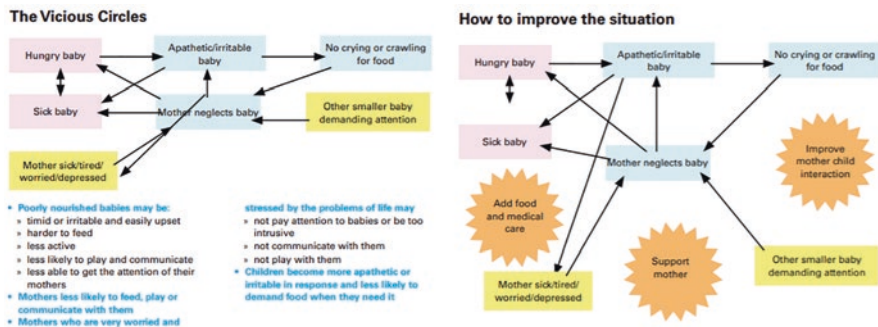 The Vicious Circles
Hungry baby
Apathetic/irritable
baby
No crying or crawling
for food
Sick baby
Mother neglects baby
Other smaller baby
demanding attention
Mother sick/tired/
worried/depressed
• Poorly nourished babies may be:
» timid or irritable and easily upset
» harder to feed
» less active
» less likely to play and communicate
» less able to get the attention of their
mothers
• Mothers less likely to feed, play or
communicate with them
• Mothers who are very worried and
stressed by the problems of life may
» not pay attention to babies or be too
intrusive
» not communicate with them
» not play with them
• Children become more apathetic or
irritable in response and less likely to
demand food when they need it
How to improve the situation
Hungry baby
Apathetic/irritable
baby
No crying or crawling
for food
Sick baby
Mother neglects baby
Improve
mother child
interaction
Add food
and medical
care
Support
mother
Mother sick/tired/
worried/depressed
Other smaller baby
demanding attention